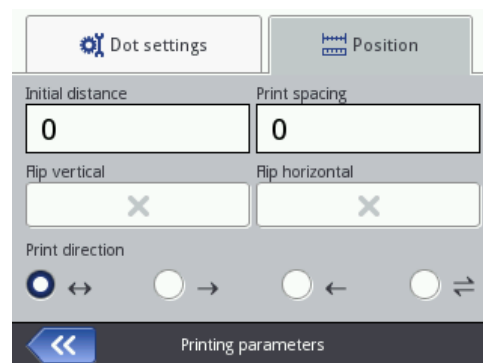 Dot settings
Position
Initial distance
Print spacing
0
0
Flip vertical
Flip horizontal
Print direction
Printing parameters